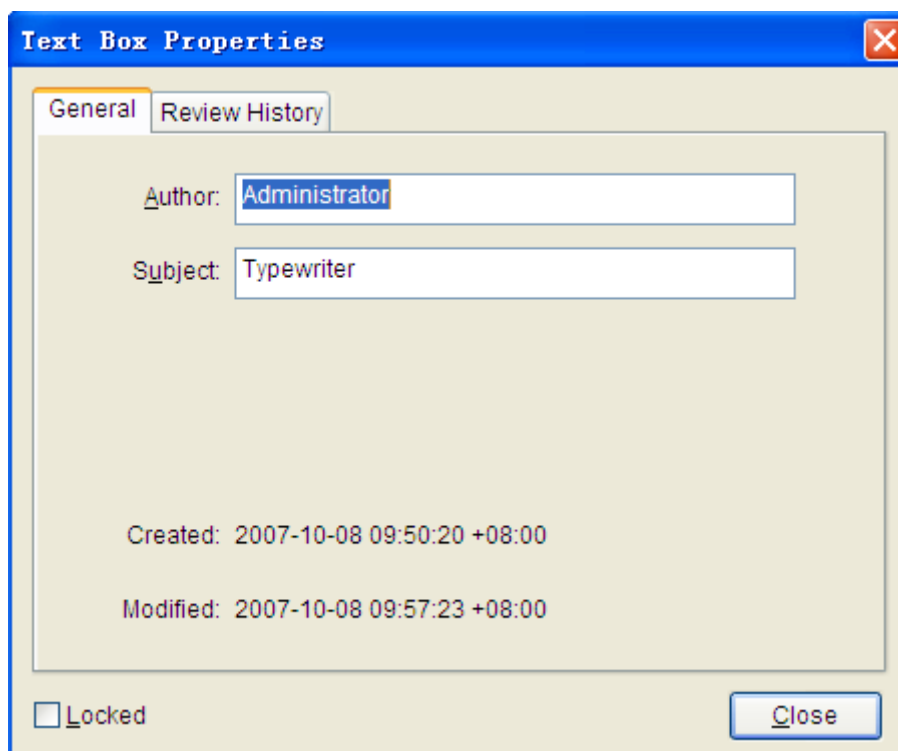 Text Box Properties
General Review History
Author: Administrator
Subject: Typewriter
Created: 2007-10-08 09:50:20 +08:00
Modified: 2007-10-08 09:57:23 +08:00
Locked Close